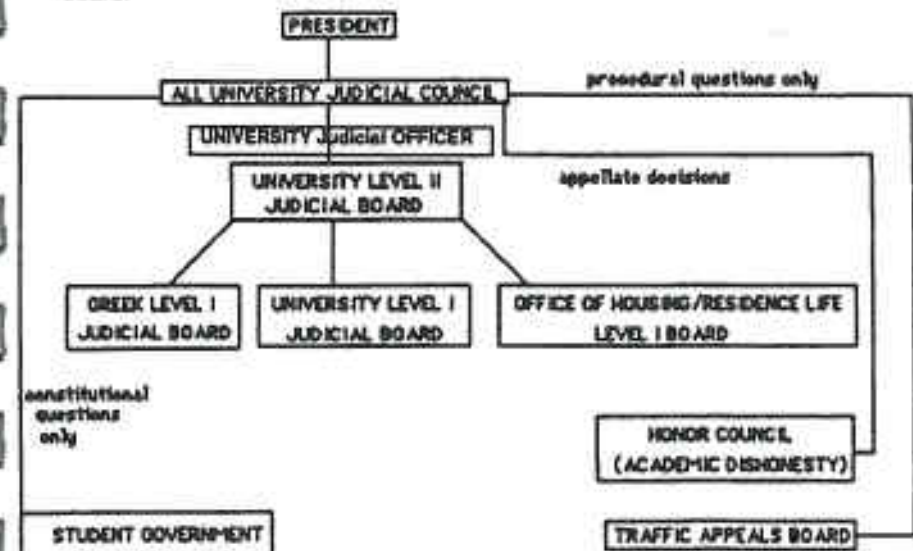 PRESIDENT
ALL UNIVERSITY JUDICIAL COUNCIL
procedural questions only
UNIVERSITY Judicial OFFICER
UNIVERSITY LEVEL II
JUDICIAL BOARD
appellate decisions
GREEK LEVEL I
JUDICIAL BOARD
UNIVERSITY LEVEL I
JUDICIAL BOARD
OFFICE OF HOUSING/RESIDENCE LIFE
LEVEL I BOARD
constitutional
questions
only
HONOR COUNCIL
(ACADEMIC DISHONESTY)
STUDENT GOVERNMENT
TRAFFIC APPEALS BOARD